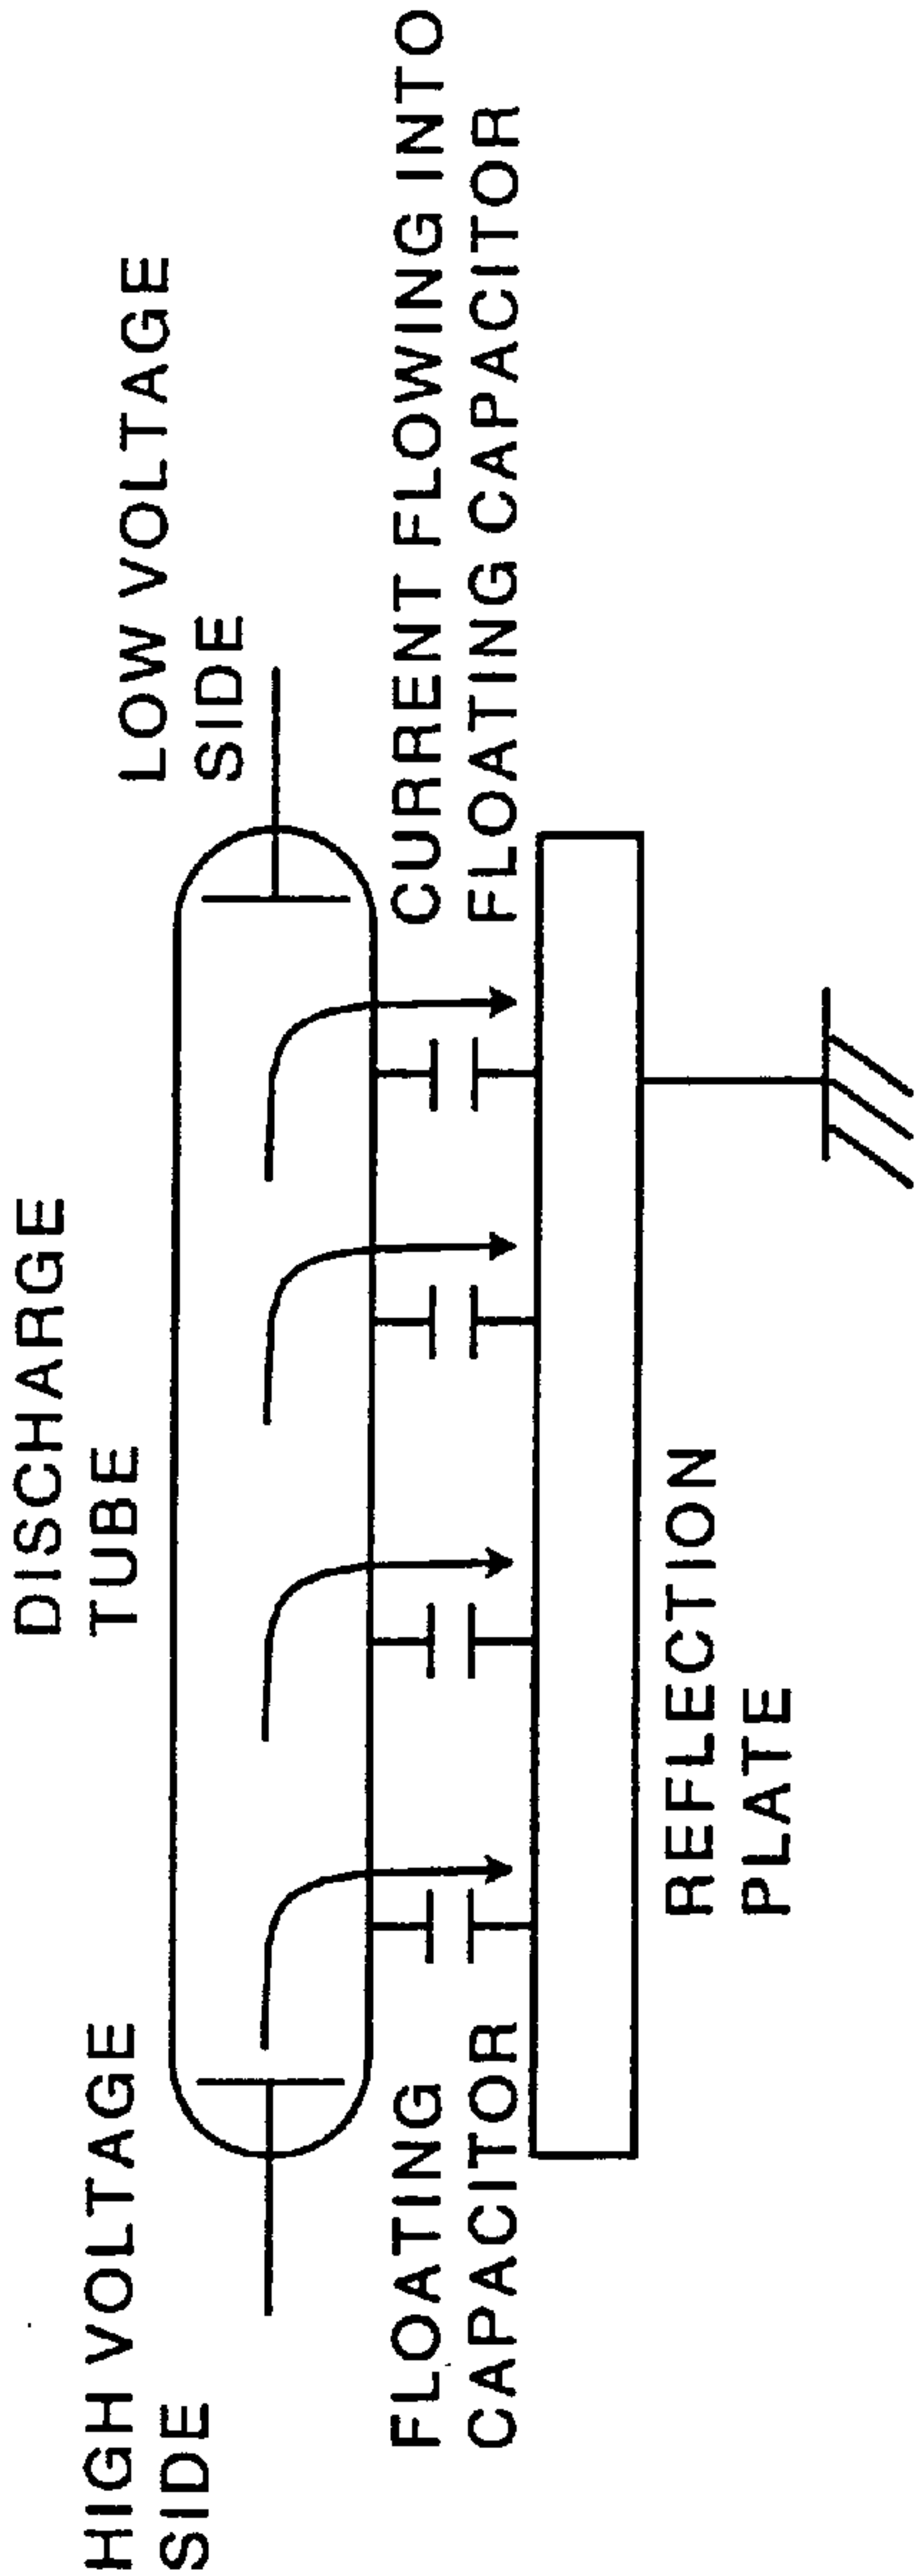 DISCHARGE
TUBE
HIGH VOLTAGE
SIDE
LOW VOLTAGE
SIDE
FLOATING
CAPACITOR
CURRENT FLOWING INTO
FLOATING CAPACITOR
REFLECTION
PLATE